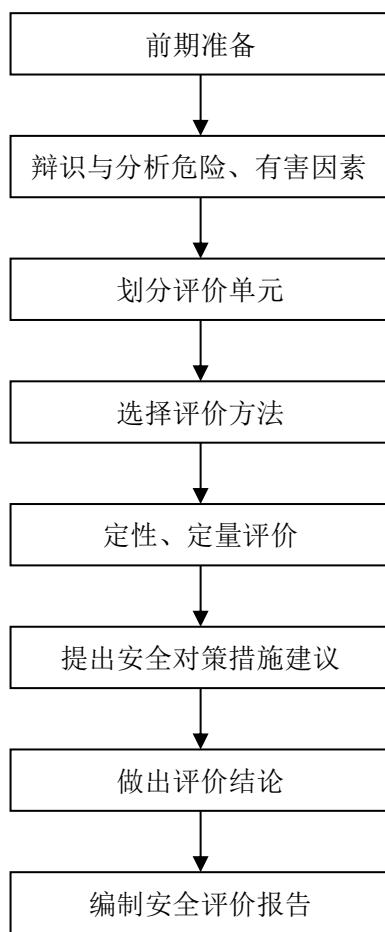 前期准备
辩识与分析危险、有害因素
划分评价单元
选择评价方法
定性、定量评价
提出安全对策措施建议
做出评价结论
编制安全评价报告